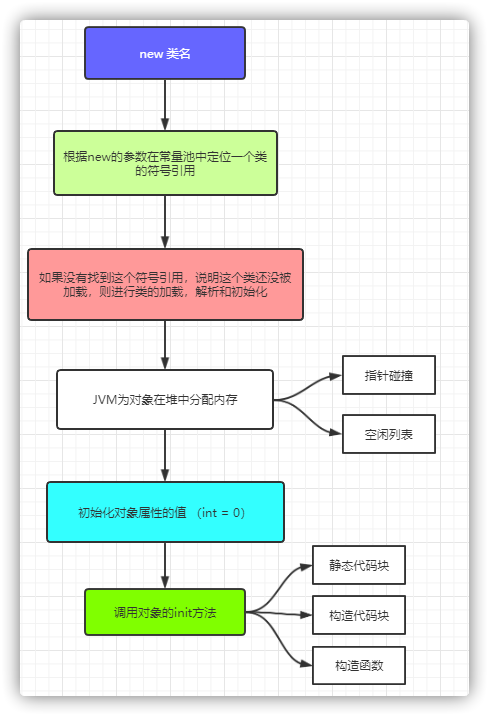 new 类名
根据new的参数在常量池中定位一个类
的符号引用
如果没有找到这个符号引用，说明这个类还没被
加载，则进行类的加载，解析和初始化
JVM为对象在堆中分配内存
指针碰撞
空闲列表
初始化对象属性的值 （int = 0）
调用对象的init方法
静态代码块
构造代码块
构造函数